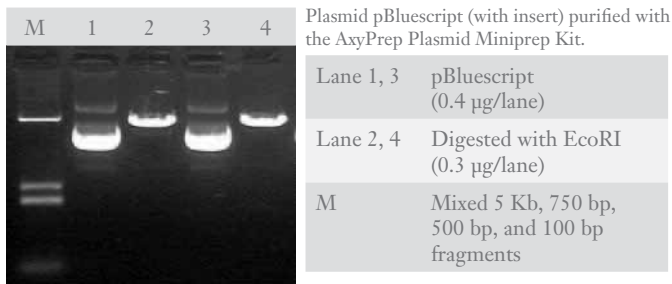 M 1 2 3 4
Plasmid pBluescript (with insert) purified with
the AxyPrep Plasmid Miniprep Kit.
Lane 1, 3 pBluescript
(0.4 µg/lane)
Lane 2, 4 Digested with EcoRI
(0.3 µg/lane)
M Mixed 5 Kb, 750 bp,
500 bp, and 100 bp
fragments